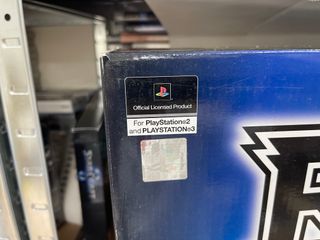 Official Licensed Product
For PlayStation®2
and PLAYSTATION®3